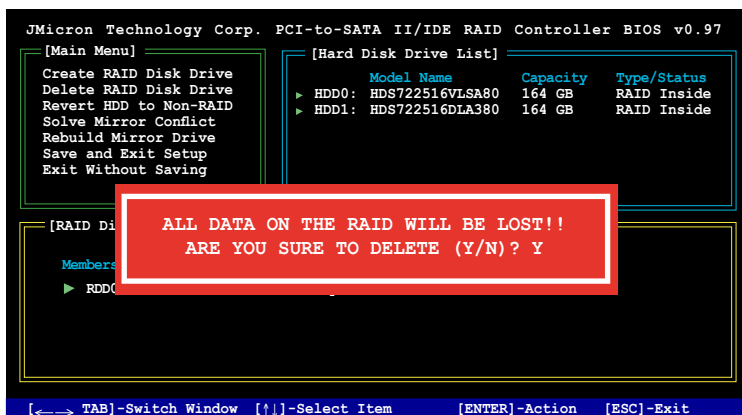 JMicron Technology Corp. PCI-to-SATA II/IDE RAID Controller BIOS v0.97
[Main Menu]
Create RAID Disk Drive
Delete RAID Disk Drive
Revert HDD to Non-RAID
Solve Mirror Conflict
Rebuild Mirror Drive
Save and Exit Setup
Exit Without Saving
[Hard Disk Drive List]
Model Name Capacity Type/Status
HDD0: HDS722516VLSA80 164 GB RAID Inside
HDD1: HDS722516DLA380 164 GB RAID Inside
ALL DATA ON THE RAID WILL BE LOST!!
ARE YOU SURE TO DELETE (Y/N)? Y
[RAID Di
Members
RDD0
[←→ TAB]-Switch Window [↑↓]-Select Item [ENTER]-Action [ESC]-Exit